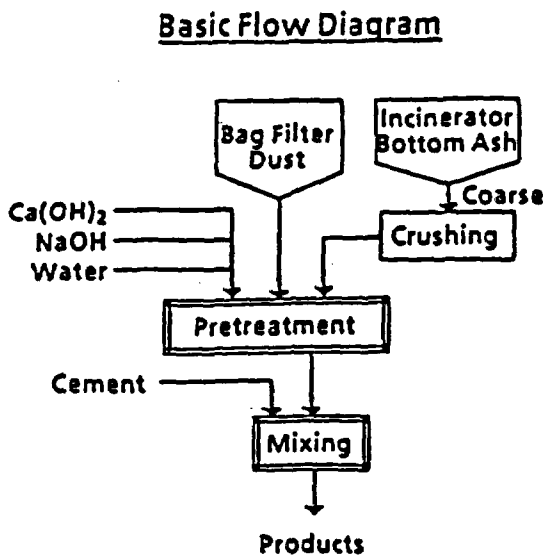 Basic Flow Diagram
Bag Filter
Dust
Incinerator
Bottom Ash
Coarse
Ca(OH)₂
NaOH
Water
Crushing
Pretreatment
Cement
Mixing
Products